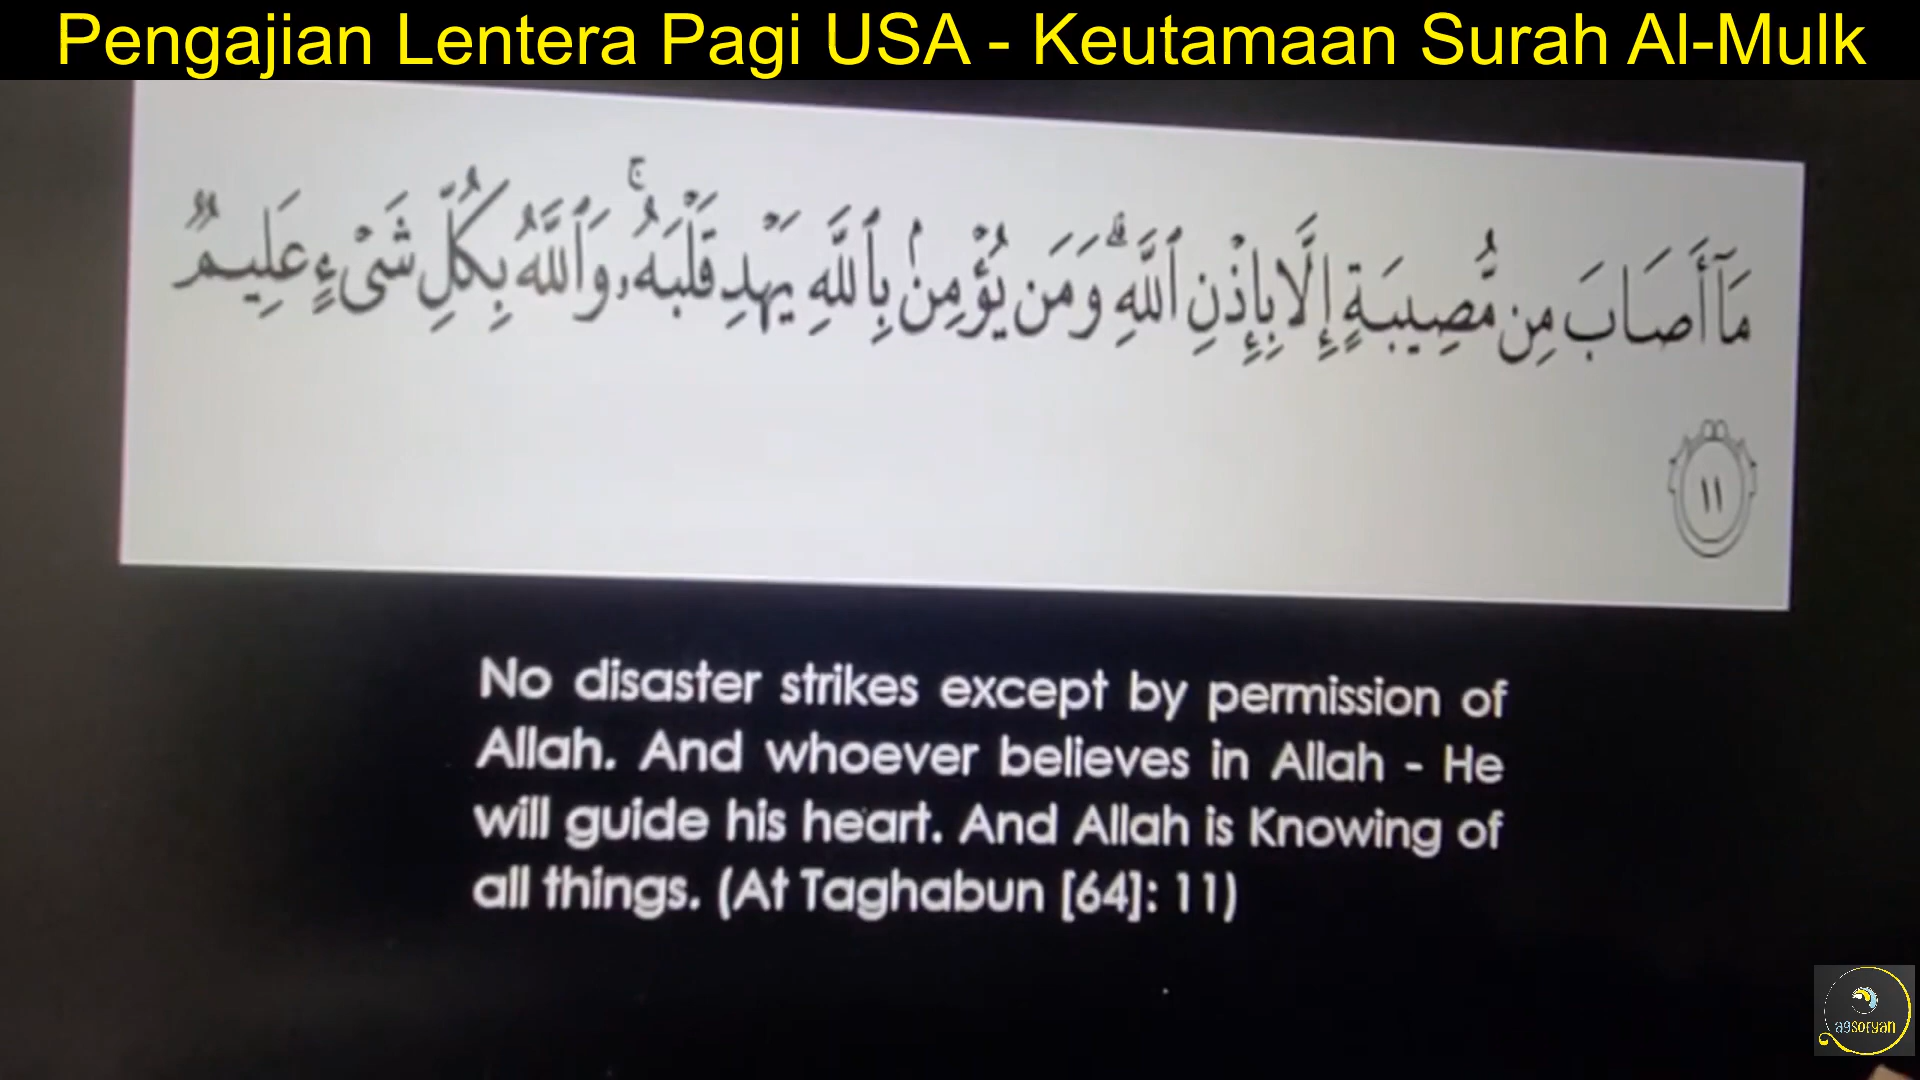 Pengajian Lentera Pagi USA - Keutamaan Surah Al-Mulk
مَآ أَصَابَ مِن مُّصِيبَةٍ إِلَّا بِإِذْنِ ٱللَّهِ ۗ وَمَن يُؤْمِنۢ بِٱللَّهِ يَهْدِ قَلْبَهُۥ ۚ وَٱللَّهُ بِكُلِّ شَىْءٍ عَلِيمٌ
١١
No disaster strikes except by permission of
Allah. And whoever believes in Allah - He
will guide his heart. And Allah is Knowing of
all things. (At Taghabun [64]: 11)
agsofyan